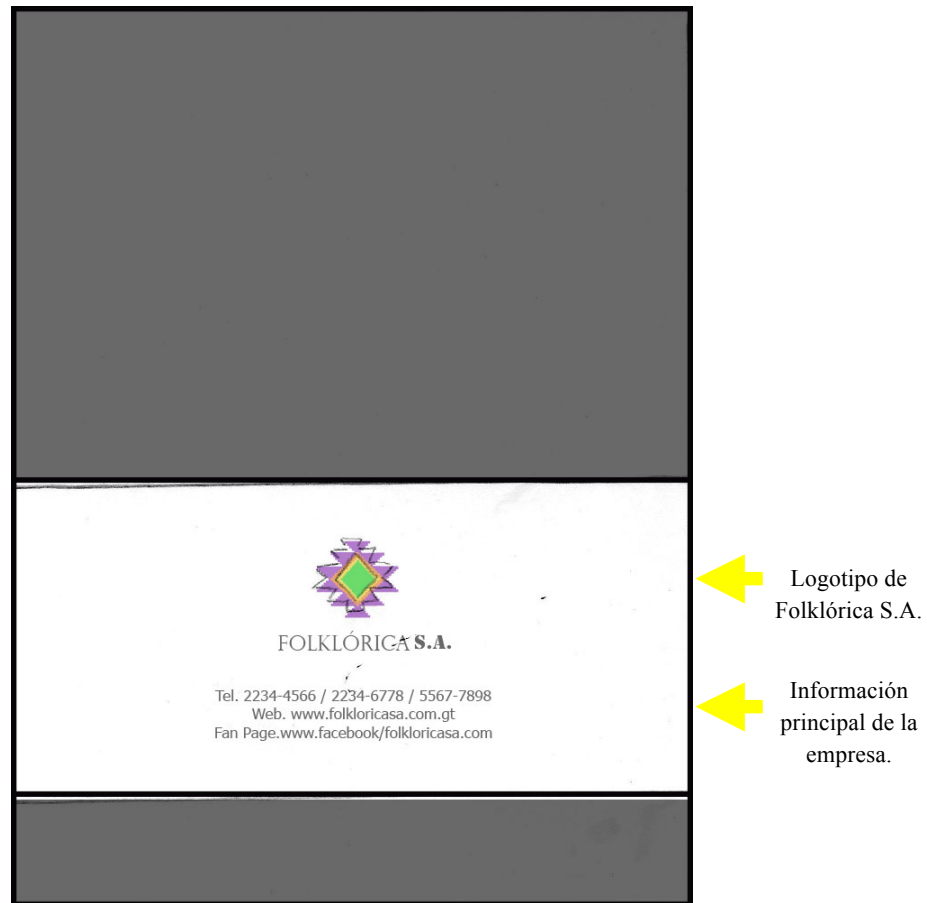 FOLKLÓRICA S.A.
Tel. 2234-4566 / 2234-6778 / 5567-7898
Web. www.folkloricasa.com.gt
Fan Page.www.facebook/folkloricasa.com
Logotipo de
Folklórica S.A.
Información
principal de la
empresa.